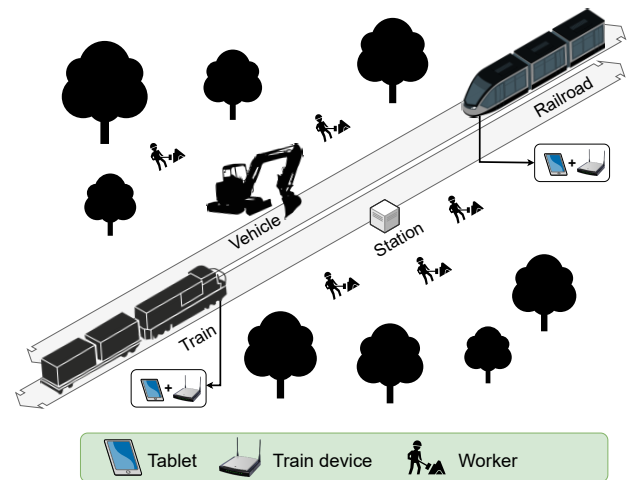 Railroad
+
Vehicle
Station
Train
+
Tablet
Train device
Worker